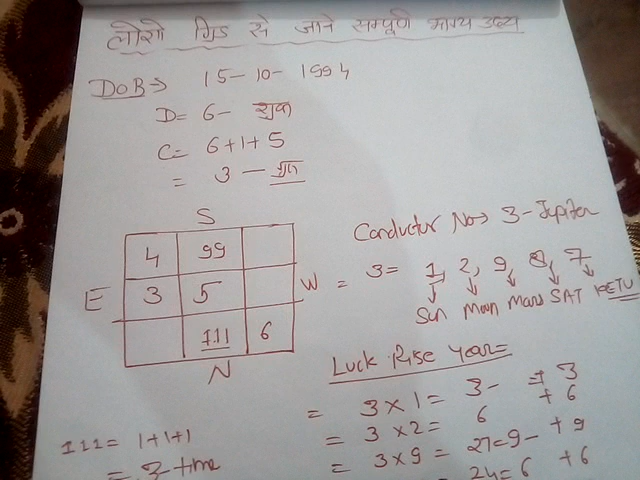 लोशो ग्रिड से जाने सम्पूर्ण भाग्य उदय
DOB⇒ 15-10-1994
D= 6- शुक्र
C= 6+1+5
= 3 - गुरु
S
4 99
E 3 5 W
111 6
N
Conductor No→ 3-Jupiter
= 3= 1, 2, 9, 8, 7
Sun Moon Mars SAT KETU
Luck Rise Year=
= 3×1= 3- ⇒ 3
= 3×2= 6 + 6
= 3×9= 27=9- + 9
= 24=6 + 6
111= 1+1+1
= 3 time